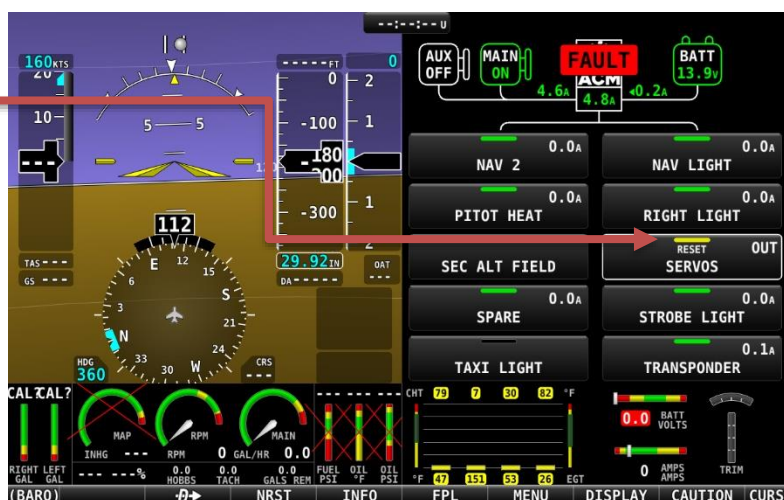 --:--:-- U
160KTS
-----FT
0
20
10
5
5
0
-100
180
200
-300
2
1
1
2
---
112
29.92IN
OAT
TAS---
GS ---
DA-----
E
12
15
S
21
24
W
30
33
N
3
6
HDG
360
CRS
---
AUX
OFF
MAIN
ON
FAULT
ACM
BATT
13.9V
4.6A
4.8A
0.2A
0.0A
NAV 2
0.0A
NAV LIGHT
0.0A
PITOT HEAT
0.0A
RIGHT LIGHT
SEC ALT FIELD
RESET
OUT
SERVOS
0.0A
SPARE
0.0A
STROBE LIGHT
TAXI LIGHT
0.1A
TRANSPONDER
CAL?
CAL?
RIGHT
GAL
LEFT
GAL
MAP
INHG
---
RPM
RPM
0
MAIN
GAL/HR
0.0
--- ---%
0.0
HOBBS
0.0
TACH
0.0
GALS REM
FUEL
PSI
OIL
°F
OIL
PSI
CHT
79
7
30
82
°F
°F
47
151
53
26
EGT
0.0
BATT
VOLTS
0
AMPS
AMPS
TRIM
(BARO)
-D→
NRST
INFO
FPL
MENU
DISPLAY
CAUTION
CURS